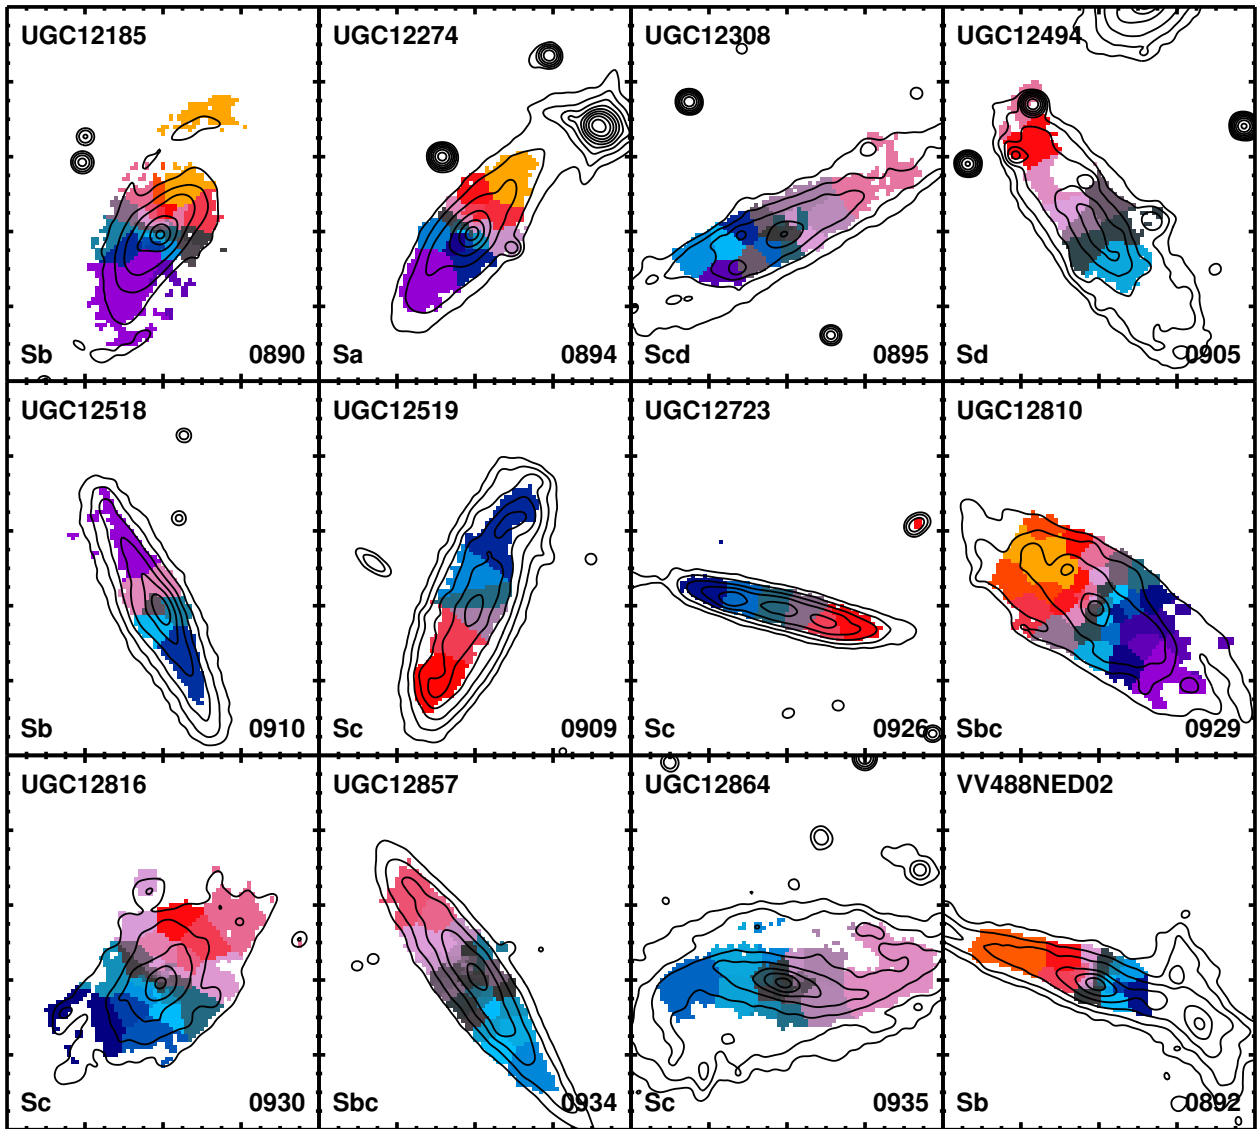 UGC12185 UGC12274 UGC12308 UGC12494
Sb 0890 Sa 0894 Scd 0895 Sd 0905
UGC12518 UGC12519 UGC12723 UGC12810
Sb 0910 Sc 0909 Sc 0926 Sbc 0929
UGC12816 UGC12857 UGC12864 VV488NED02
Sc 0930 Sbc 0934 Sc 0935 Sb 0892